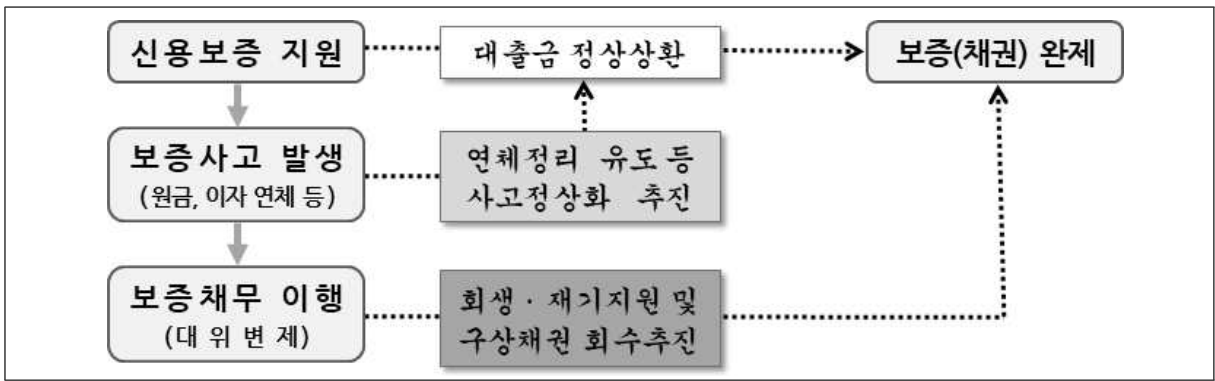 신용보증 지원
대출금 정상상환
보증(채권) 완제
보증사고 발생
(원금, 이자 연체 등)
연체정리 유도 등
사고정상화 추진
보증채무 이행
(대 위 변 제)
회생 · 재기지원 및
구상채권 회수추진